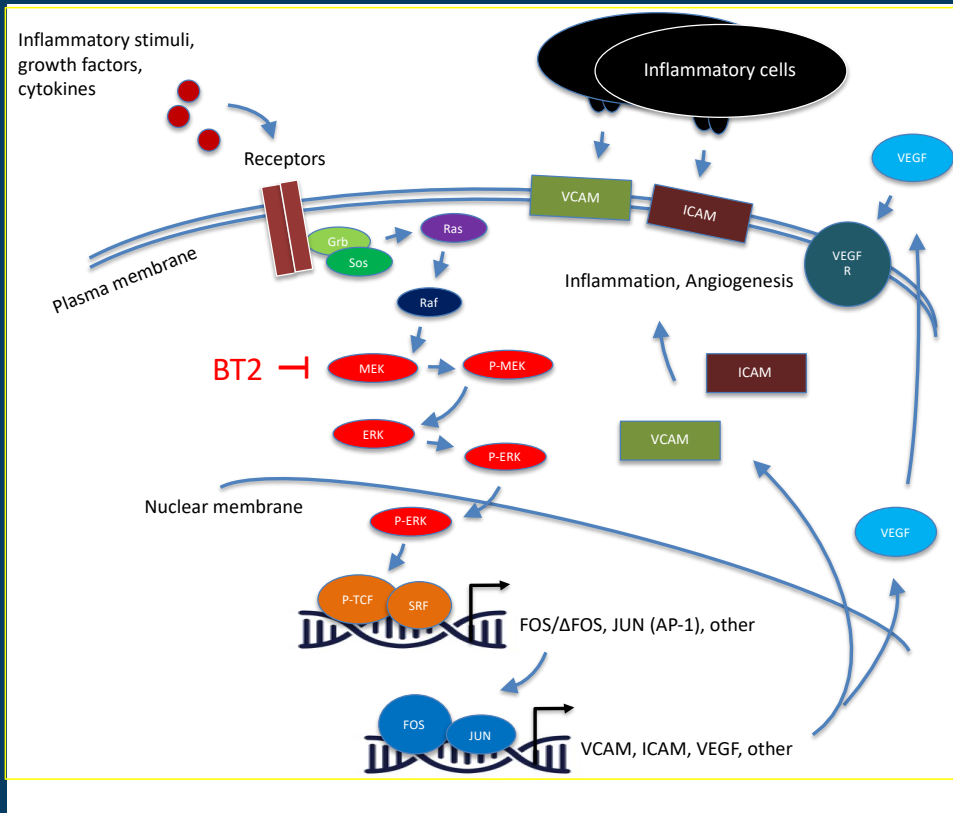 Inflammatory stimuli,
growth factors,
cytokines
Receptors
Inflammatory cells
VEGF
VCAM
ICAM
Plasma membrane
Grb
Sos
Ras
Raf
VEGF
R
Inflammation, Angiogenesis
BT2
MEK
P-MEK
ICAM
ERK
P-ERK
VCAM
Nuclear membrane
P-ERK
VEGF
P-TCF
SRF
FOS/ΔFOS, JUN (AP-1), other
FOS
JUN
VCAM, ICAM, VEGF, other